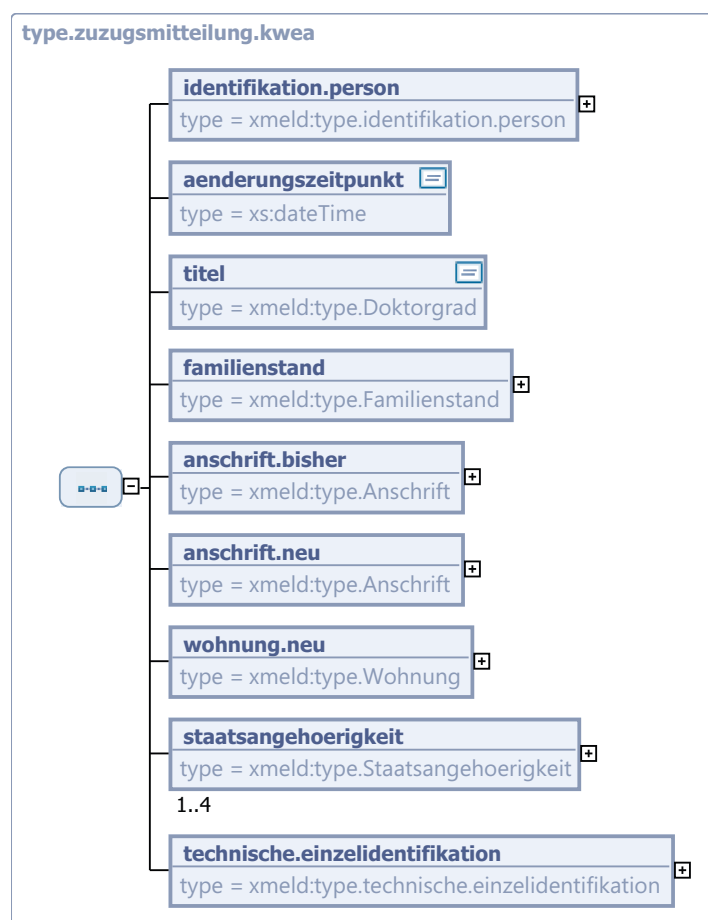 type.zuzugsmitteilung.kwea
identifikation.person
type = xmeld:type.identifikation.person
aenderungszeitpunkt
type = xs:dateTime
titel
type = xmeld:type.Doktorgrad
familienstand
type = xmeld:type.Familienstand
anschrift.bisher
type = xmeld:type.Anschrift
anschrift.neu
type = xmeld:type.Anschrift
wohnung.neu
type = xmeld:type.Wohnung
staatsangehoerigkeit
type = xmeld:type.Staatsangehoerigkeit
1..4
technische.einzelidentifikation
type = xmeld:type.technische.einzelidentifikation